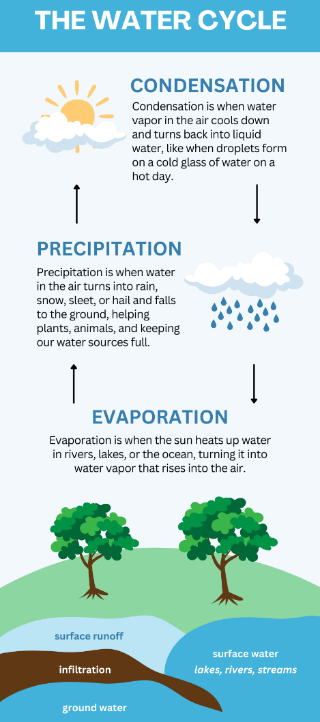 THE WATER CYCLE
CONDENSATION
Condensation is when water
vapor in the air cools down
and turns back into liquid
water, like when droplets form
on a cold glass of water on a
hot day.
PRECIPITATION
Precipitation is when water
in the air turns into rain,
snow, sleet, or hail and falls
to the ground, helping
plants, animals, and keeping
our water sources full.
EVAPORATION
Evaporation is when the sun heats up water
in rivers, lakes, or the ocean, turning it into
water vapor that rises into the air.
surface runoff
surface water
lakes, rivers, streams
infiltration
ground water